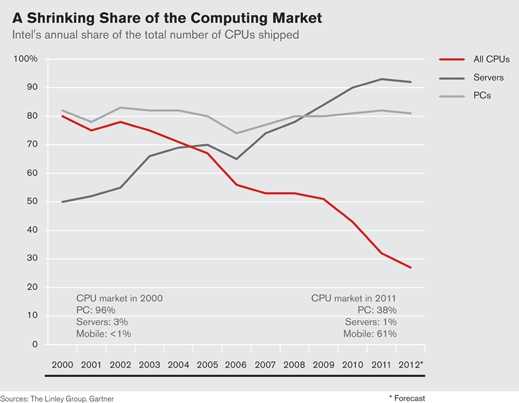 A Shrinking Share of the Computing Market
Intel's annual share of the total number of CPUs shipped
100%
90
80
70
60
50
40
30
20
10
0
All CPUs
Servers
PCs
CPU market in 2000
PC: 96%
Servers: 3%
Mobile: <1%
CPU market in 2011
PC: 38%
Servers: 1%
Mobile: 61%
2000 2001 2002 2003 2004 2005 2006 2007 2008 2009 2010 2011 2012*
Sources: The Linley Group, Gartner
* Forecast